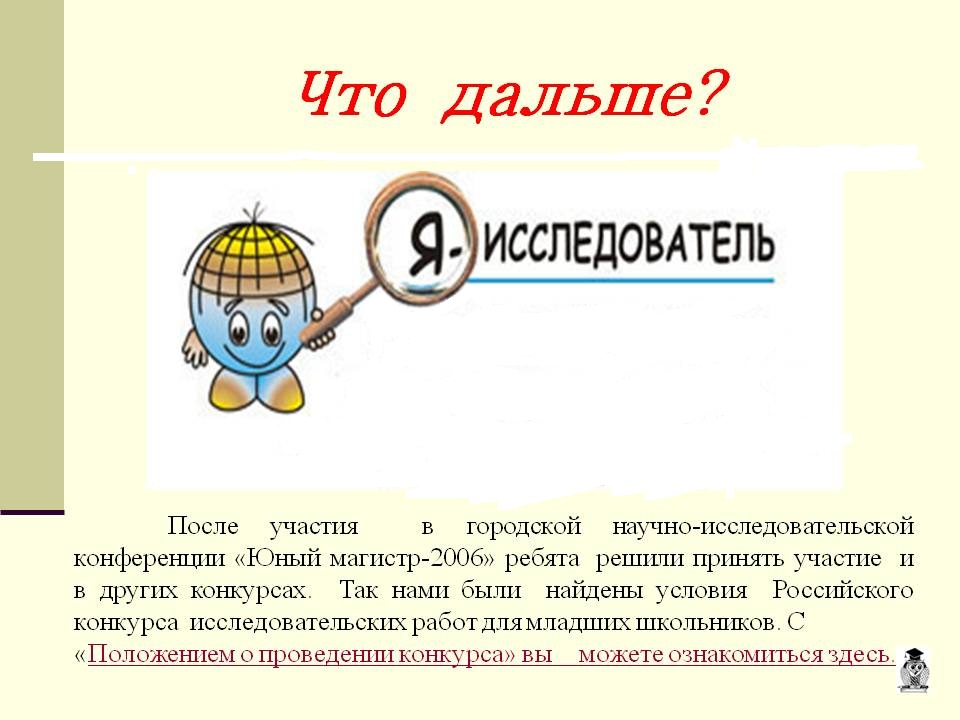 Что дальше?
Я-ИССЛЕДОВАТЕЛЬ
После участия в городской научно-исследовательской
конференции «Юный магистр-2006» ребята решили принять участие и
в других конкурсах. Так нами были найдены условия Российского
конкурса исследовательских работ для младших школьников. С
«Положением о проведении конкурса» вы можете ознакомиться здесь.